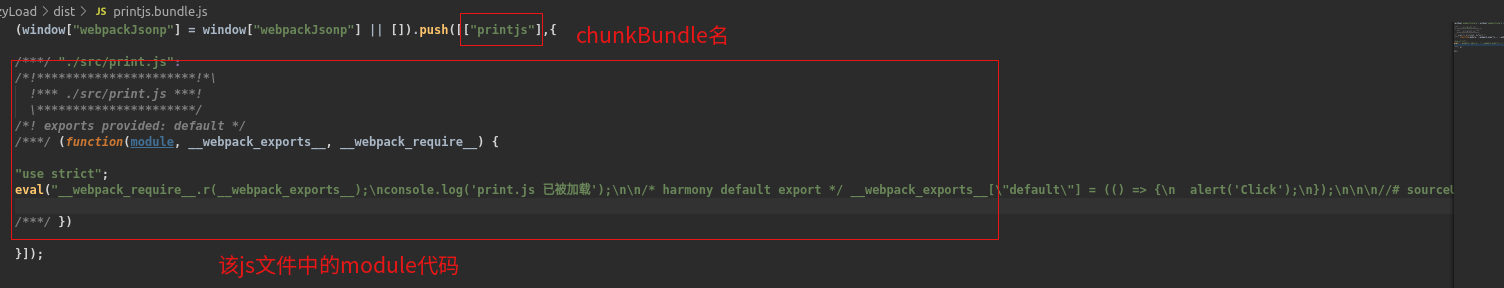 zyLoad > dist > JS printjs.bundle.js
(window["webpackJsonp"] = window["webpackJsonp"] || []).push([["printjs"],{
chunkBundle名
/***/ "./src/print.js":
/*!**********************!*\
!*** ./src/print.js ***!
\**********************/
/*! exports provided: default */
/***/ (function(module, __webpack_exports__, __webpack_require__) {
"use strict";
eval("__webpack_require__.r(__webpack_exports__);\nconsole.log('print.js 已被加载');\n\n/* harmony default export */ __webpack_exports__[\"default\"] = (() => {\n  alert('Click');\n});\n\n\n//# sourceU
/***/ })
}]);
该js文件中的module代码